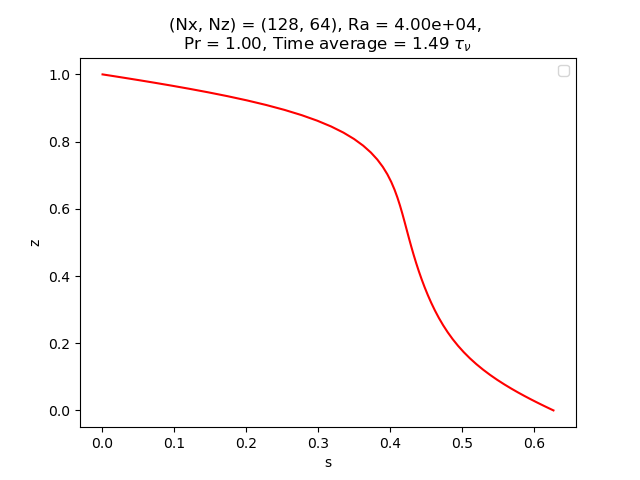 (Nx, Nz) = (128, 64), Ra = 4.00e+04,
Pr = 1.00, Time average = 1.49 τᵥ
1.0
0.8
0.6
0.4
0.2
0.0
z
0.0 0.1 0.2 0.3 0.4 0.5 0.6
s